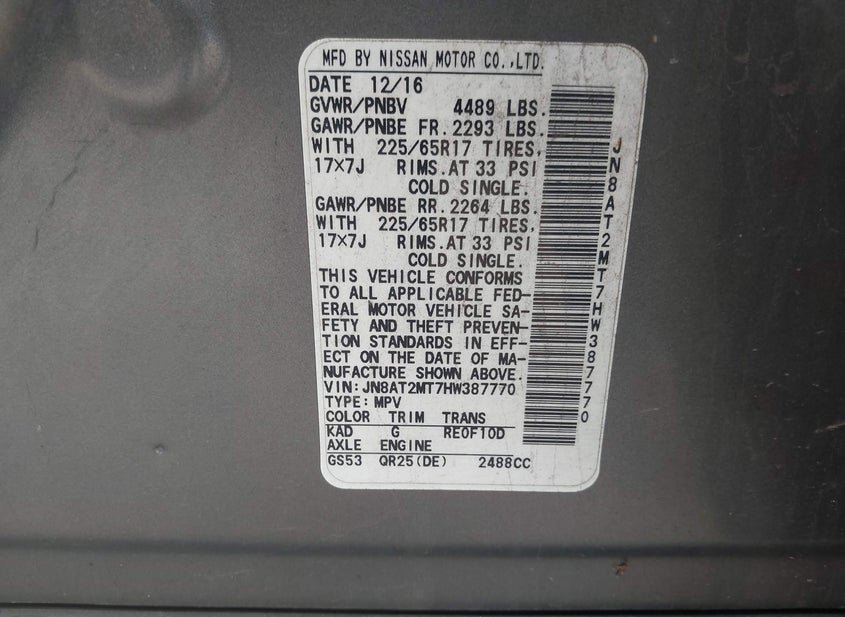 MFD BY NISSAN MOTOR CO.,LTD.
DATE 12/16
GVWR/PNBV 4489 LBS.
GAWR/PNBE FR. 2293 LBS.
WITH 225/65R17 TIRES,
17×7J RIMS.AT 33 PSI
COLD SINGLE.
GAWR/PNBE RR. 2264 LBS.
WITH 225/65R17 TIRES,
17×7J RIMS.AT 33 PSI
COLD SINGLE.
THIS VEHICLE CONFORMS
TO ALL APPLICABLE FED-
ERAL MOTOR VEHICLE SA-
FETY AND THEFT PREVEN-
TION STANDARDS IN EFF-
ECT ON THE DATE OF MA-
NUFACTURE SHOWN ABOVE.
VIN:JN8AT2MT7HW387770
TYPE:MPV
COLOR TRIM TRANS
KAD G RE0F10D
AXLE ENGINE
GS53 QR25(DE) 2488CC
JN8AT2MT7HW387770